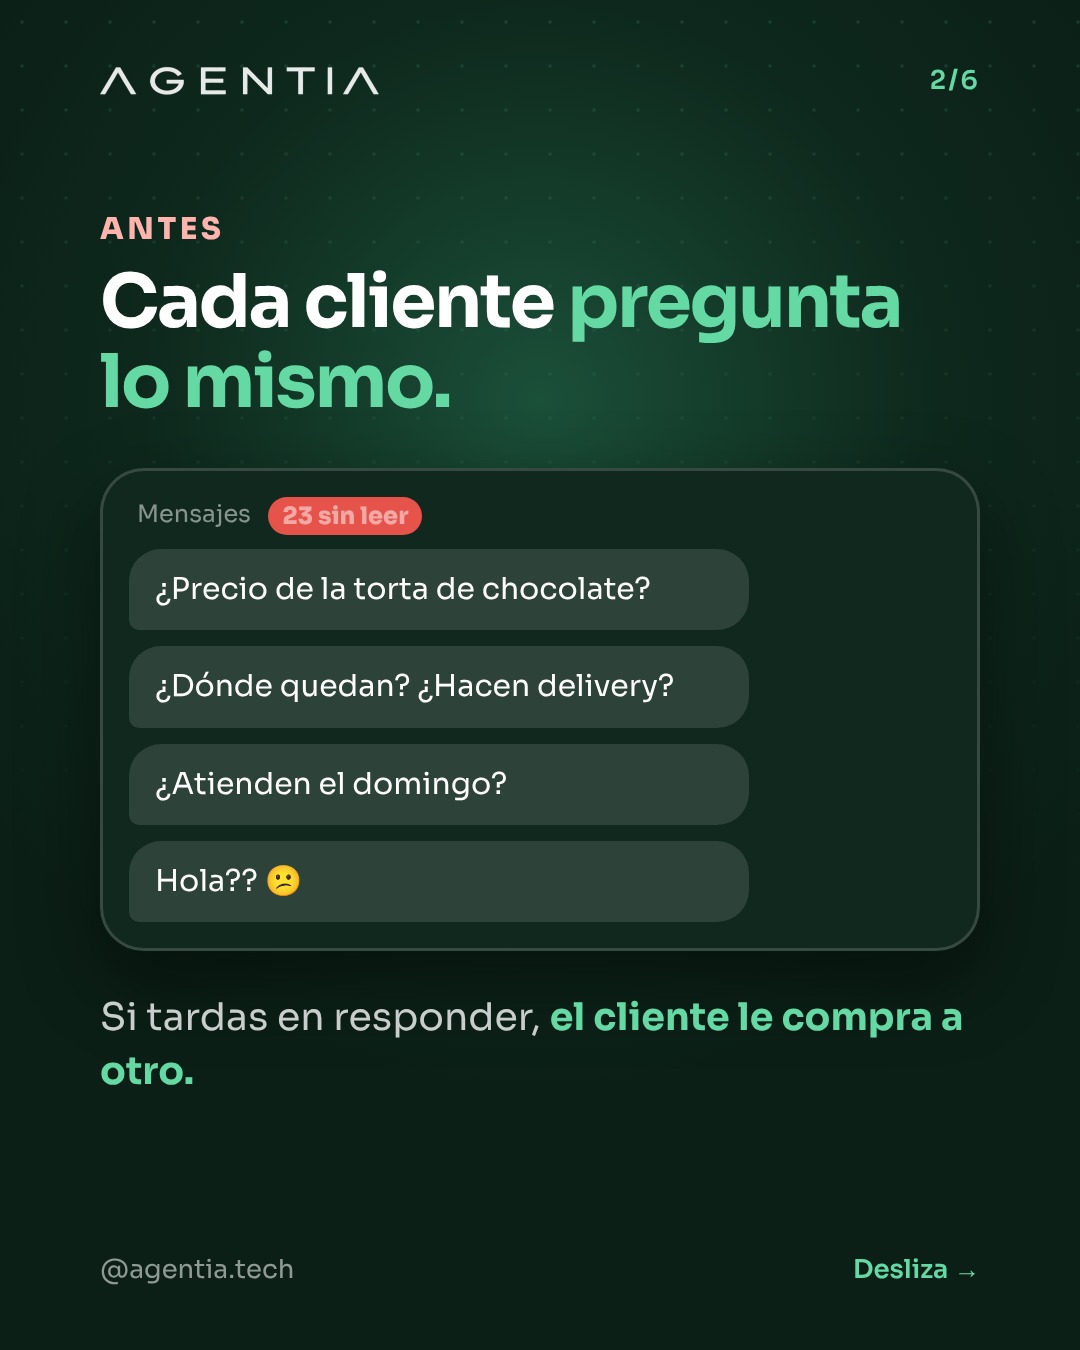 AGENTIA
2/6
ANTES
Cada cliente pregunta
lo mismo.
Mensajes 23 sin leer
¿Precio de la torta de chocolate?
¿Dónde quedan? ¿Hacen delivery?
¿Atienden el domingo?
Hola?? 😕
Si tardas en responder, el cliente le compra a
otro.
@agentia.tech
Desliza →